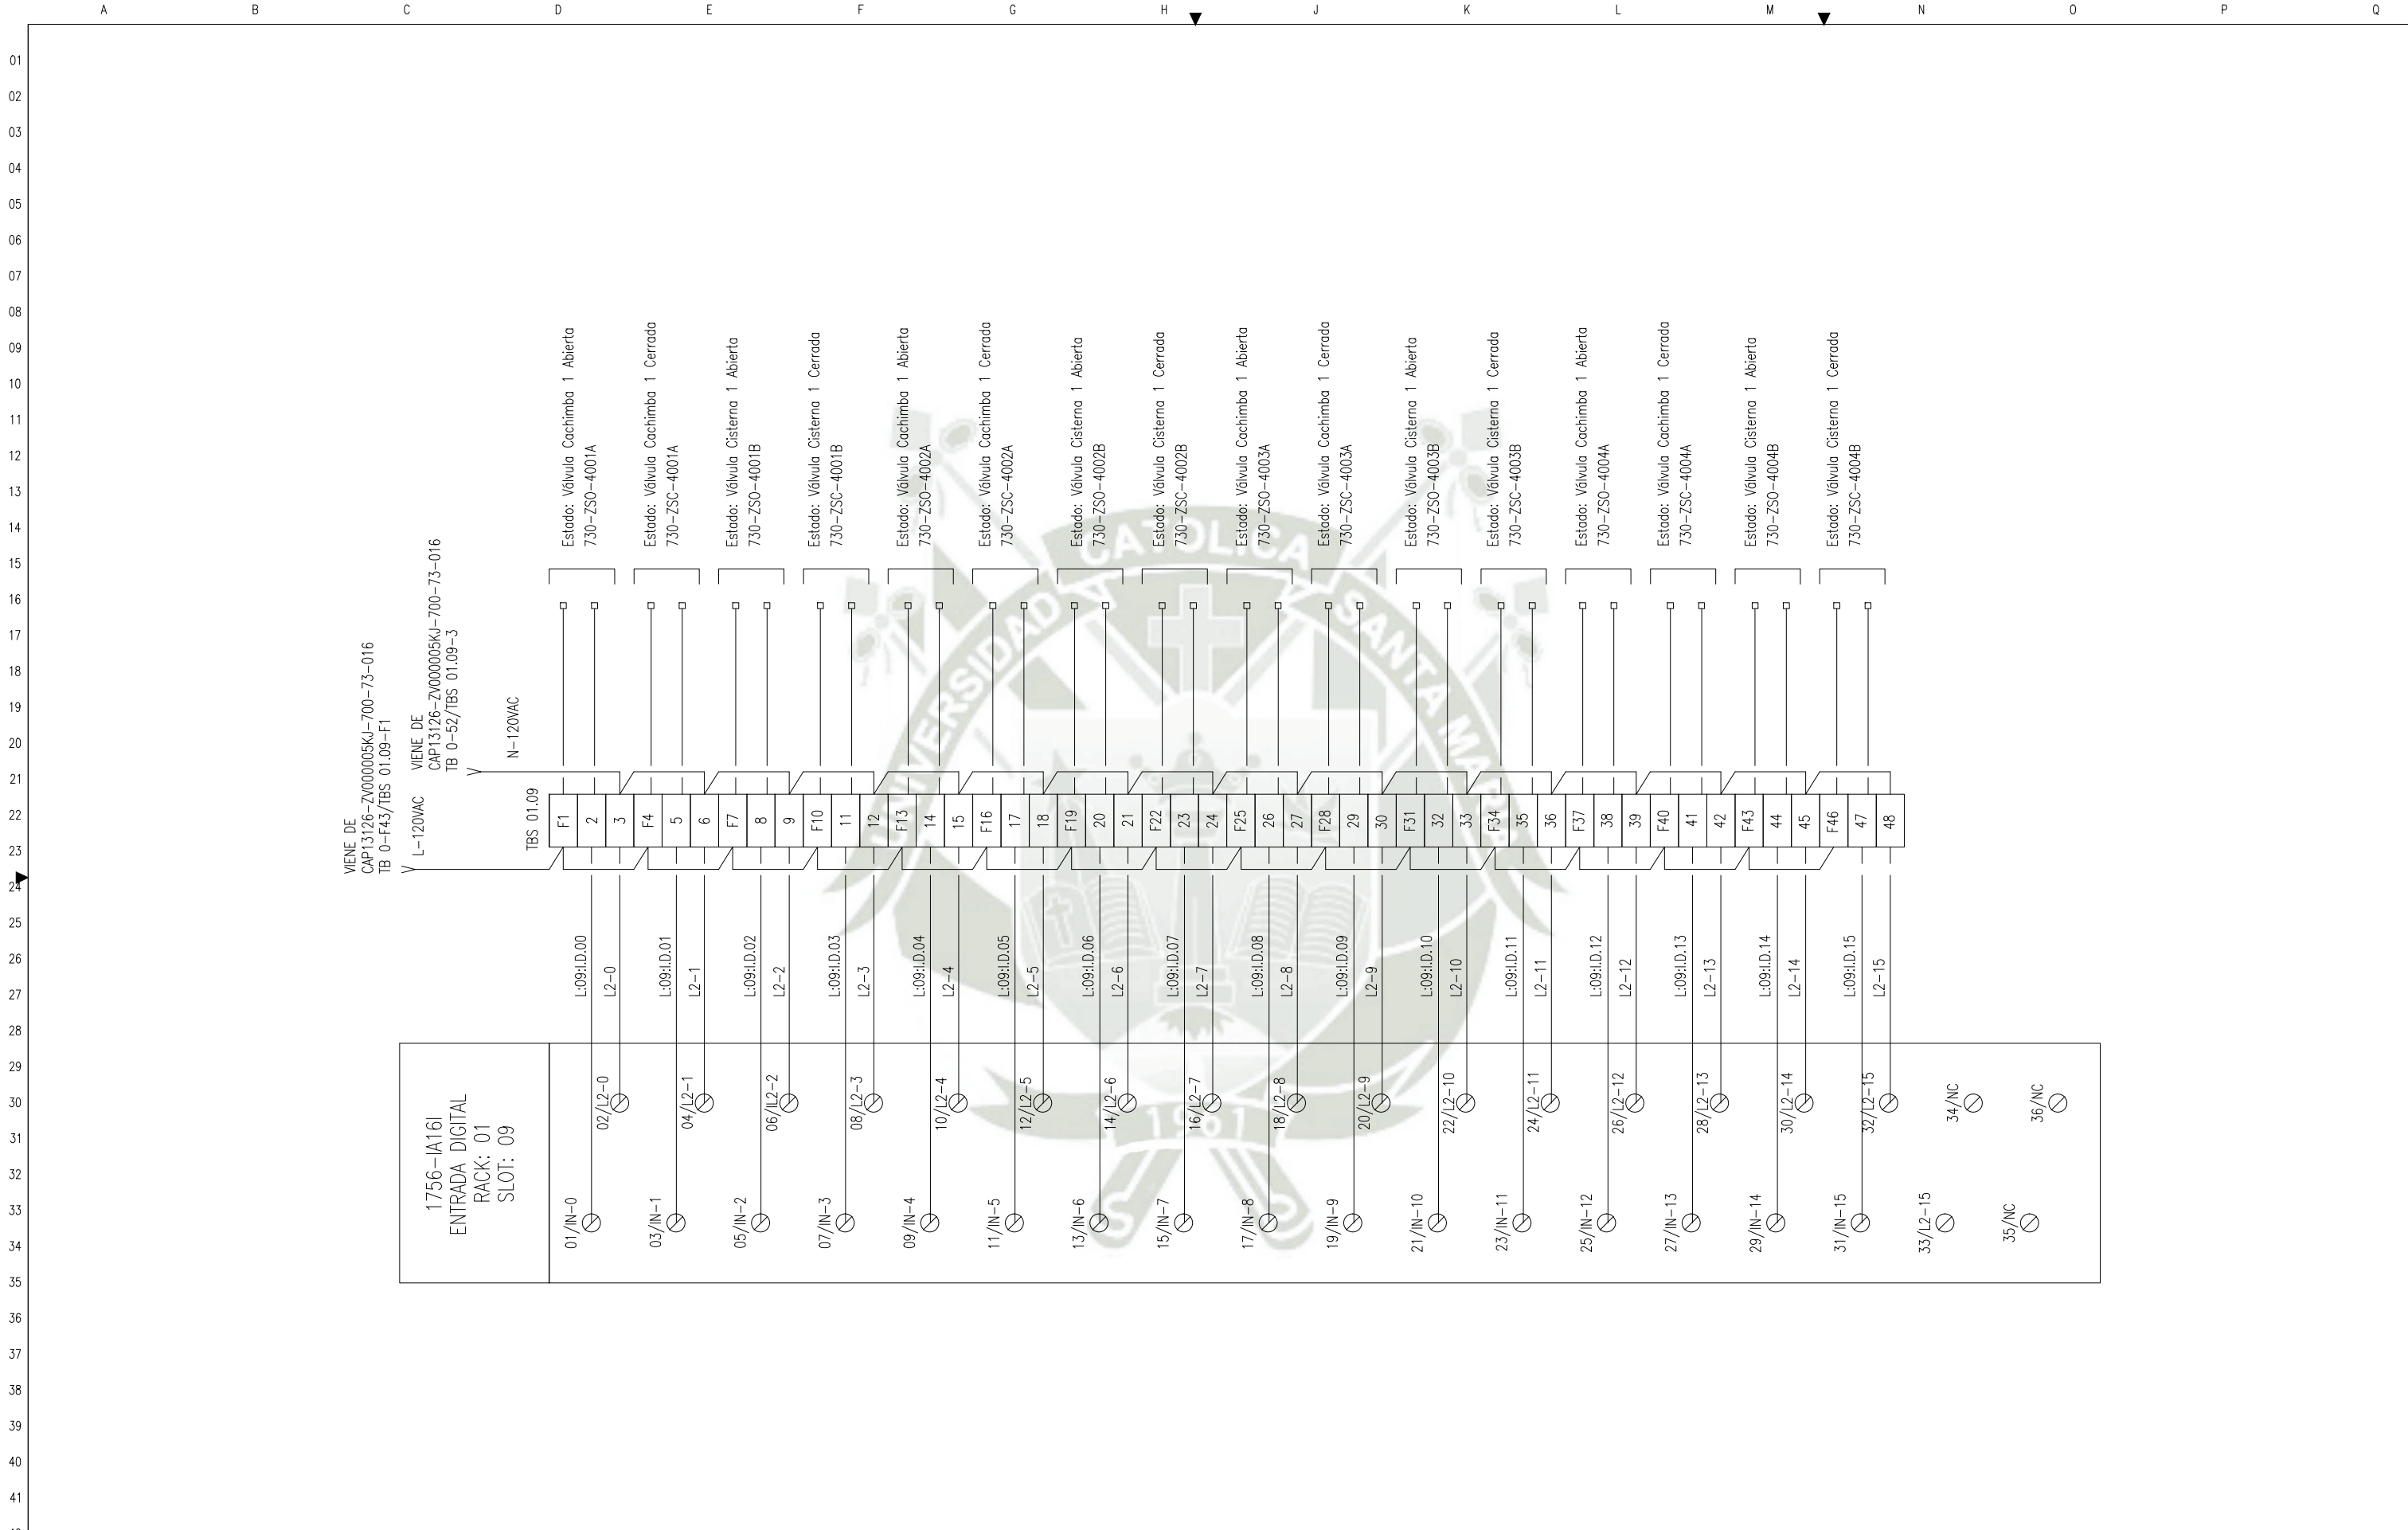 A B C D E F G H J K L M N O P Q
01
02
03
04
05
06
07
08
09
10
11
12
13
14
15
16
17
18
19
20
21
22
23
24
25
26
27
28
29
30
31
32
33
34
35
36
37
38
39
40
41
Estado: Válvula Cachimba 1 Abierta
730-ZSO-4001A
Estado: Válvula Cachimba 1 Cerrada
730-ZSC-4001A
Estado: Válvula Cisterna 1 Abierta
730-ZSO-4001B
Estado: Válvula Cisterna 1 Cerrada
730-ZSC-4001B
Estado: Válvula Cachimba 1 Abierta
730-ZSO-4002A
Estado: Válvula Cachimba 1 Cerrada
730-ZSC-4002A
Estado: Válvula Cisterna 1 Abierta
730-ZSO-4002B
Estado: Válvula Cisterna 1 Cerrada
730-ZSC-4002B
Estado: Válvula Cachimba 1 Abierta
730-ZSO-4003A
Estado: Válvula Cachimba 1 Cerrada
730-ZSC-4003A
Estado: Válvula Cisterna 1 Abierta
730-ZSO-4003B
Estado: Válvula Cisterna 1 Cerrada
730-ZSC-4003B
Estado: Válvula Cachimba 1 Abierta
730-ZSO-4004A
Estado: Válvula Cachimba 1 Cerrada
730-ZSC-4004A
Estado: Válvula Cisterna 1 Abierta
730-ZSO-4004B
Estado: Válvula Cisterna 1 Cerrada
730-ZSC-4004B
VIENE DE
CAP13126-ZV000005KJ-700-73-016
TB 0-F43/TBS 01.09-F1
L-120VAC
VIENE DE
CAP13126-ZV000005KJ-700-73-016
TB 0-52/TBS 01.09-3
N-120VAC
TBS 01.09
F1 2 3 F4 5 6 F7 8 9 F10 11 12 F13 14 15 F16 17 18 F19 20 21 F22 23 24 F25 26 27 F28 29 30 F31 32 33 F34 35 36 F37 38 39 F40 41 42 F43 44 45 F46 47 48
L:09:I.D.00
L2-0
L:09:I.D.01
L2-1
L:09:I.D.02
L2-2
L:09:I.D.03
L2-3
L:09:I.D.04
L2-4
L:09:I.D.05
L2-5
L:09:I.D.06
L2-6
L:09:I.D.07
L2-7
L:09:I.D.08
L2-8
L:09:I.D.09
L2-9
L:09:I.D.10
L2-10
L:09:I.D.11
L2-11
L:09:I.D.12
L2-12
L:09:I.D.13
L2-13
L:09:I.D.14
L2-14
L:09:I.D.15
L2-15
1756-IA16I
ENTRADA DIGITAL
RACK: 01
SLOT: 09
02/L2-0
04/L2-1
06/IL2-2
08/L2-3
10/L2-4
12/L2-5
14/L2-6
16/L2-7
18/L2-8
20/L2-9
22/L2-10
24/L2-11
26/L2-12
28/L2-13
30/L2-14
32/L2-15
34/NC
36/NC
01/IN-0
03/IN-1
05/IN-2
07/IN-3
09/IN-4
11/IN-5
13/IN-6
15/IN-7
17/IN-8
19/IN-9
21/IN-10
23/IN-11
25/IN-12
27/IN-13
29/IN-14
31/IN-15
33/L2-15
35/NC
UNIVERSIDAD CATOLICA SANTA MARIA
1961